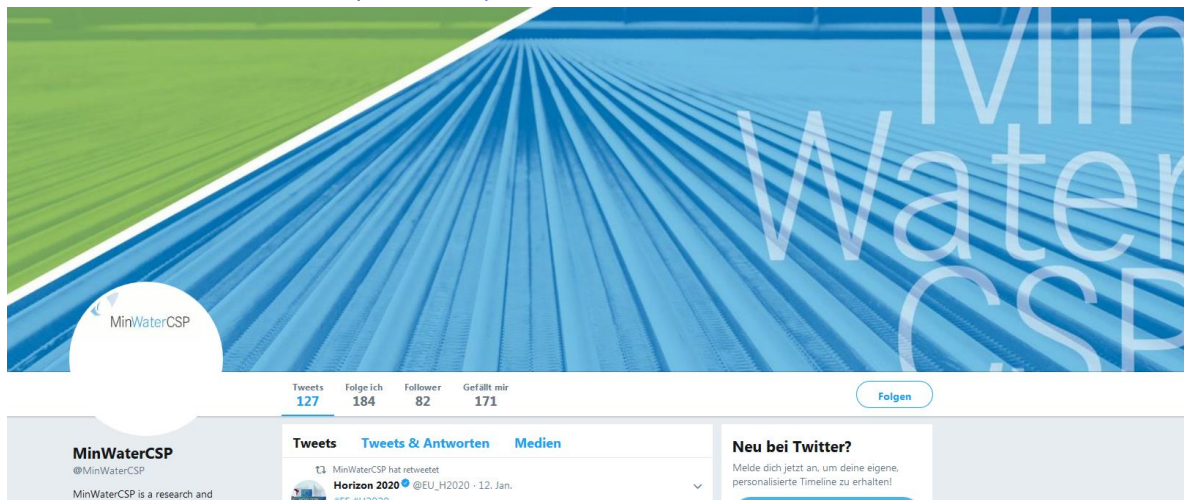 Min
Water
CSP
MinWaterCSP
Tweets Folge ich Follower Gefällt mir
127 184 82 171
Folgen
MinWaterCSP
@MinWaterCSP
MinWaterCSP is a research and
Tweets Tweets & Antworten Medien
MinWaterCSP hat retweetet
Horizon 2020 @EU_H2020 · 12. Jan.
Neu bei Twitter?
Melde dich jetzt an, um deine eigene,
personalisierte Timeline zu erhalten!